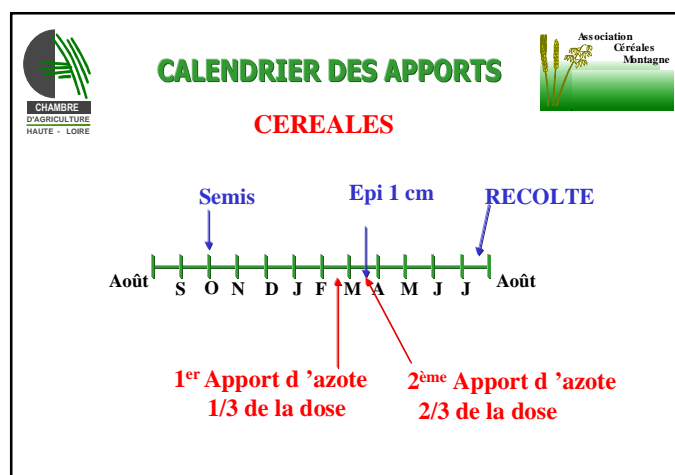 CHAMBRE
D'AGRICULTURE
HAUTE - LOIRE
Association
Céréales
Montagne
CALENDRIER DES APPORTS
CEREALES
Semis
Epi 1 cm
RECOLTE
Août S O N D J F M A M J J Août
1er Apport d ’azote
1/3 de la dose
2ème Apport d ’azote
2/3 de la dose